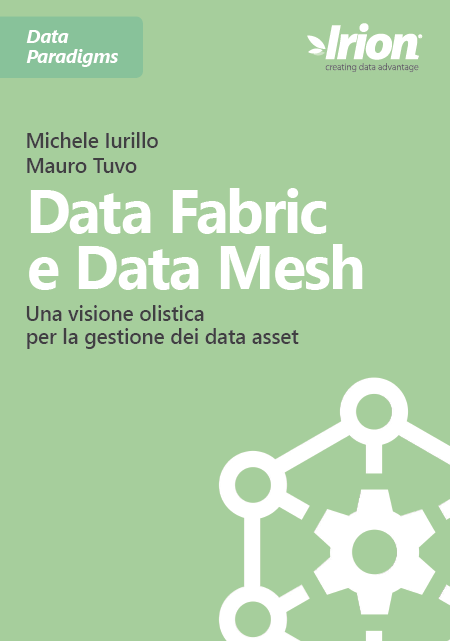 Data
Paradigms
Irion
creating data advantage
Michele Iurillo
Mauro Tuvo
Data Fabric
e Data Mesh
Una visione olistica
per la gestione dei data asset